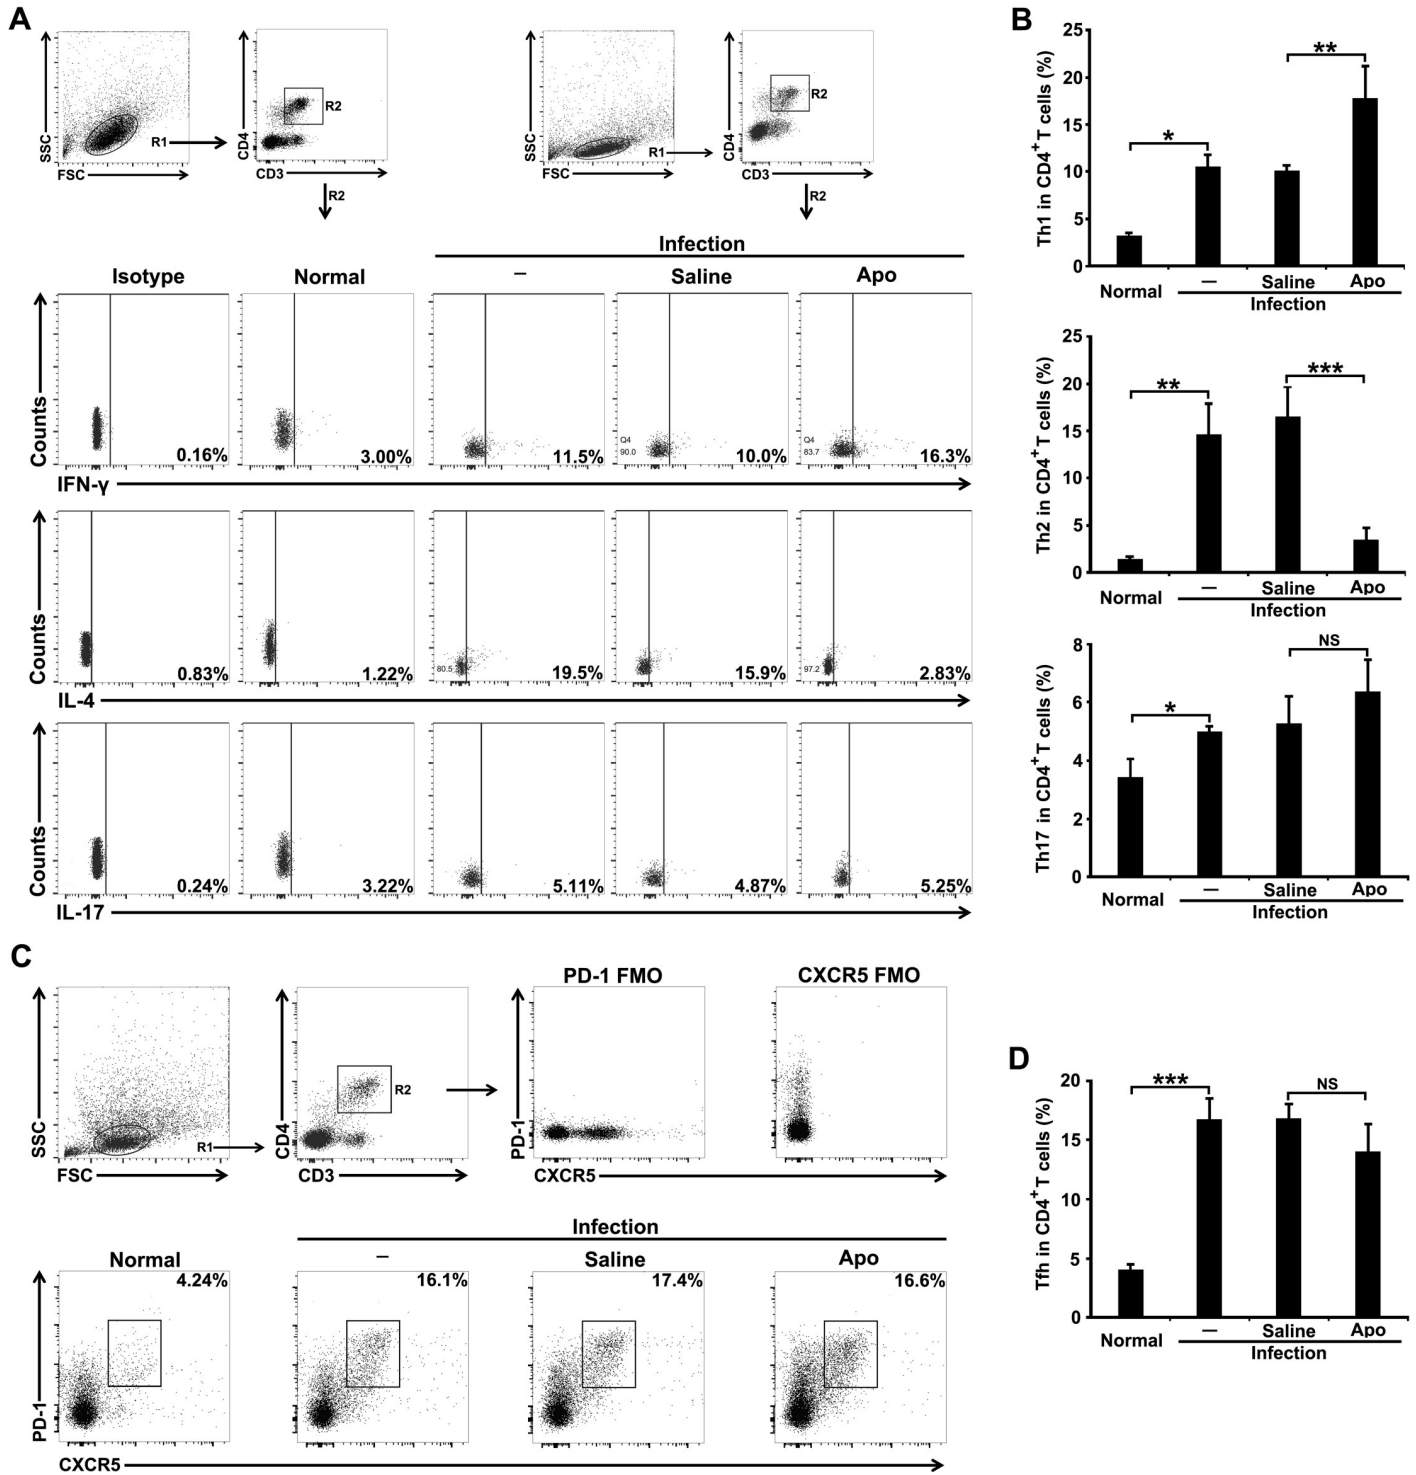 A
SSC
FSC
R1
CD4
CD3
R2
R2
SSC
FSC
R1
CD4
CD3
R2
R2
Infection
Isotype Normal – Saline Apo
Counts
0.16% 3.00% 11.5% Q4 90.0 10.0% Q4 83.7 16.3%
IFN-γ
Counts
0.83% 1.22% 80.5 19.5% 15.9% 97.2 2.83%
IL-4
Counts
0.24% 3.22% 5.11% 4.87% 5.25%
IL-17
B
Th1 in CD4+T cells (%)
25
20
15
10
5
0
* **
Normal – Saline Apo
Infection
Th2 in CD4+T cells (%)
25
20
15
10
5
0
** ***
Normal – Saline Apo
Infection
Th17 in CD4+T cells (%)
8
6
4
2
0
* NS
Normal – Saline Apo
Infection
C
SSC
FSC
R1
CD4
CD3
R2
PD-1 FMO CXCR5 FMO
PD-1
CXCR5
Infection
Normal – Saline Apo
4.24% 16.1% 17.4% 16.6%
PD-1
CXCR5
D
Tfh in CD4+T cells (%)
20
15
10
5
0
*** NS
Normal – Saline Apo
Infection